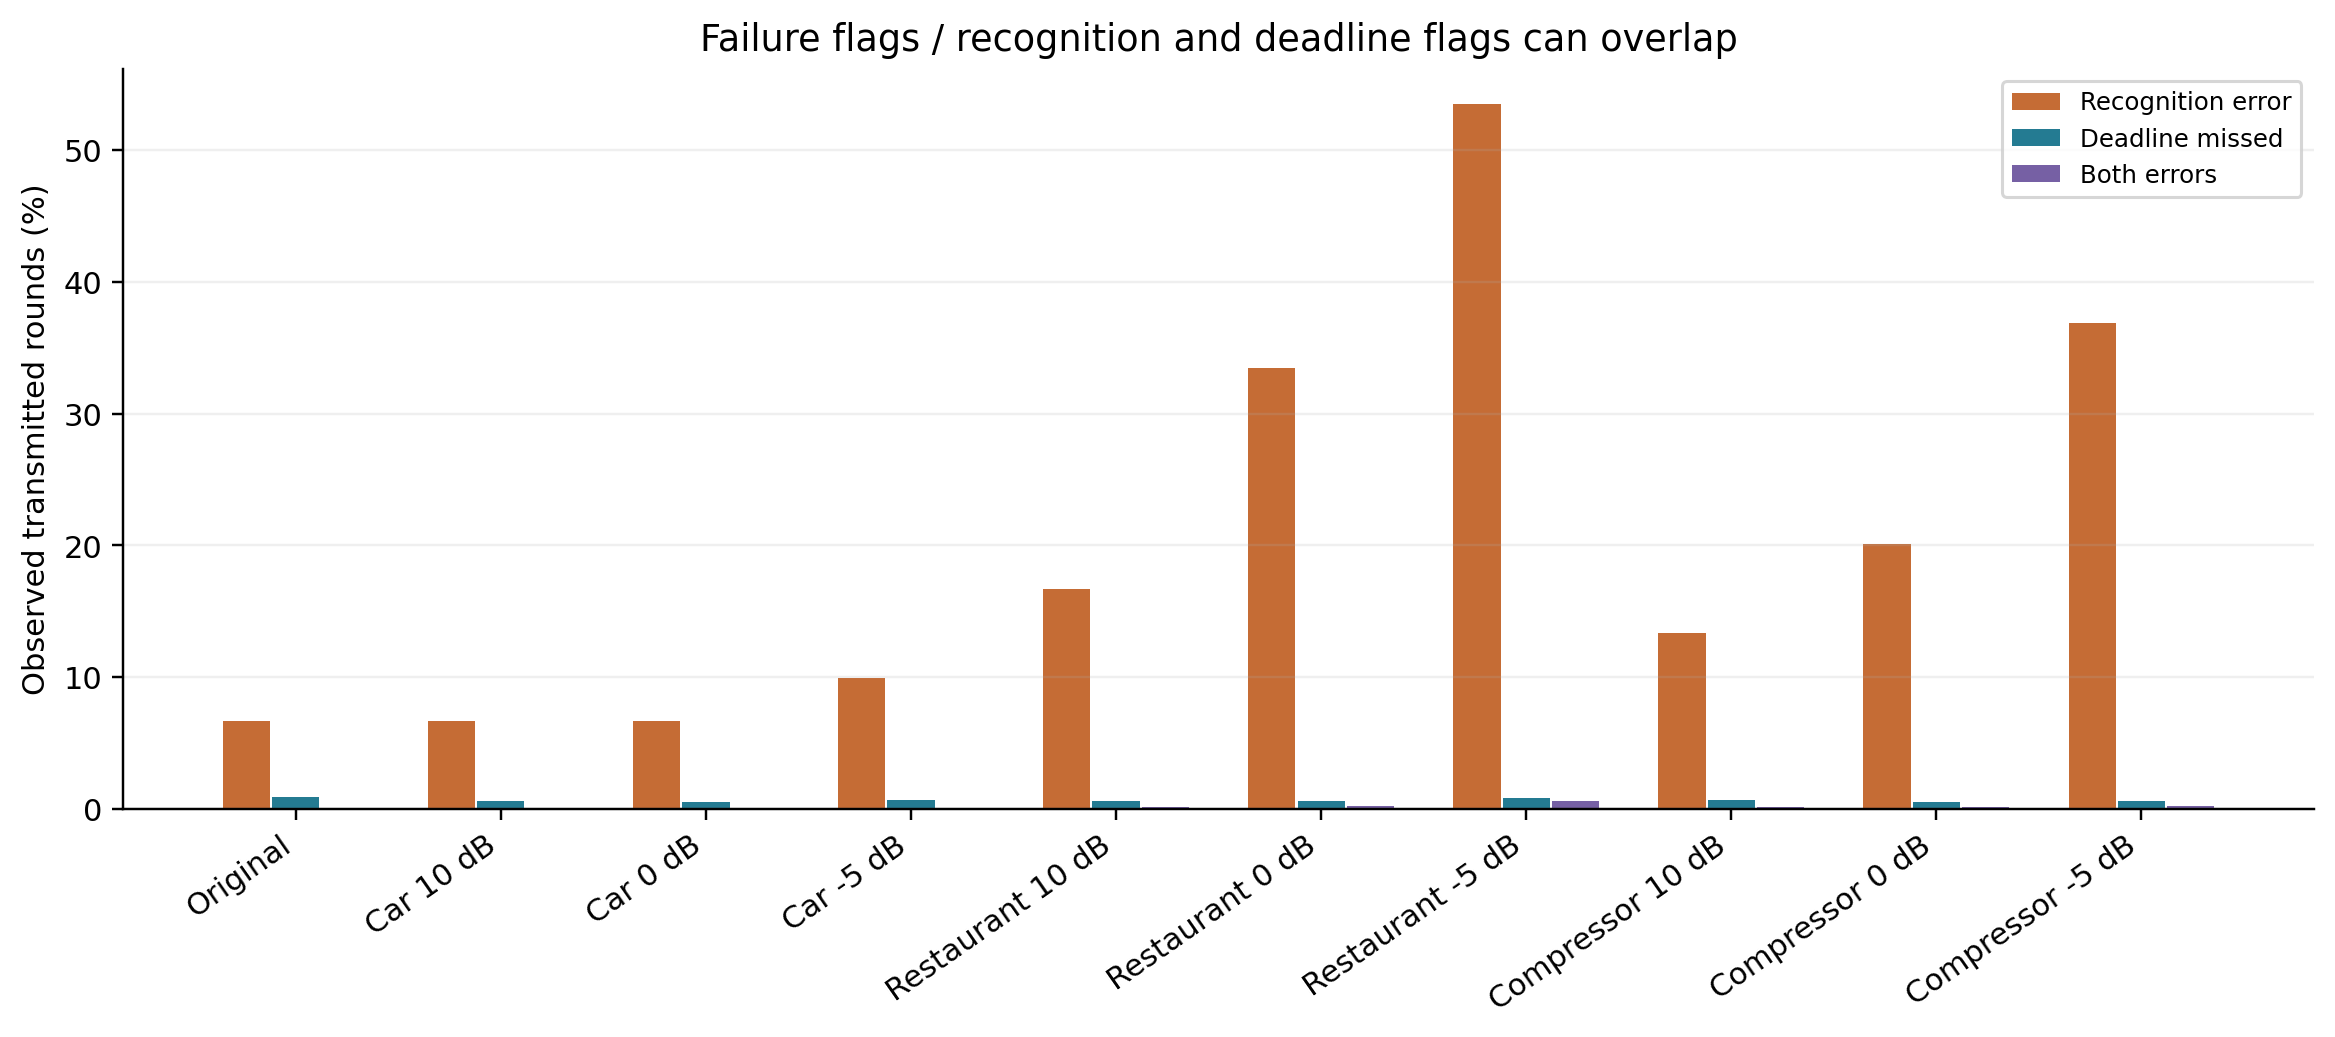 Failure flags / recognition and deadline flags can overlap
Recognition error
Deadline missed
Both errors
Observed transmitted rounds (%)
50
40
30
20
10
0
Original
Car 10 dB
Car 0 dB
Car -5 dB
Restaurant 10 dB
Restaurant 0 dB
Restaurant -5 dB
Compressor 10 dB
Compressor 0 dB
Compressor -5 dB